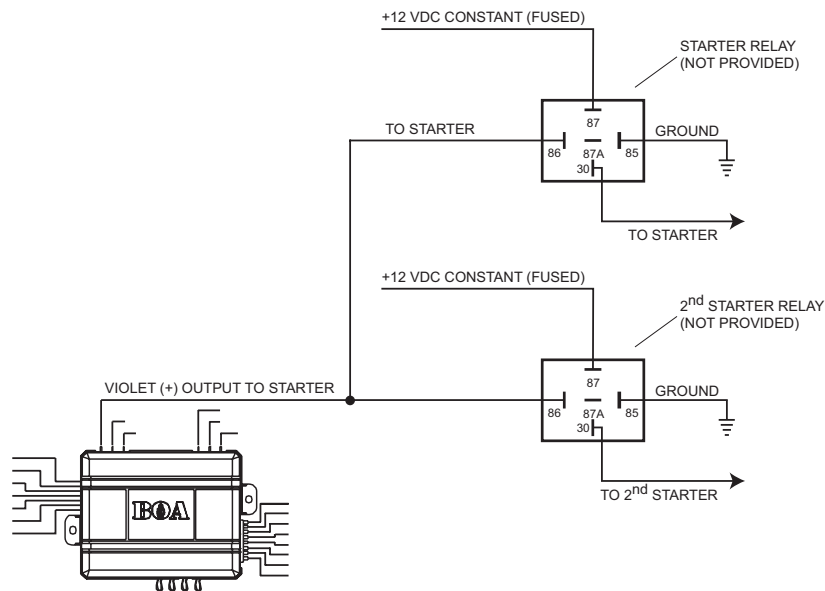 +12 VDC CONSTANT (FUSED)
STARTER RELAY
(NOT PROVIDED)
87
TO STARTER
GROUND
86
87A
85
30
TO STARTER
+12 VDC CONSTANT (FUSED)
2nd STARTER RELAY
(NOT PROVIDED)
87
VIOLET (+) OUTPUT TO STARTER
GROUND
86
87A
85
30
TO 2nd STARTER
BOA